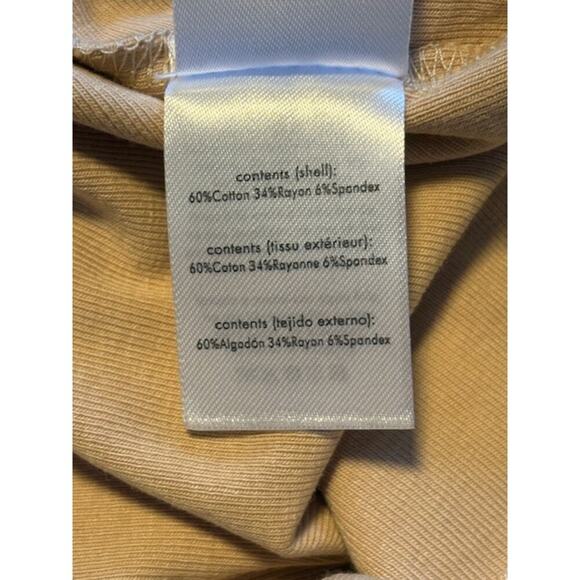 contents (shell):
60%Cotton 34%Rayon 6%Spandex
contents (tissu extérieur):
60%Coton 34%Rayonne 6%Spandex
contents (tejido externo):
60%Algodón 34%Rayon 6%Spandex